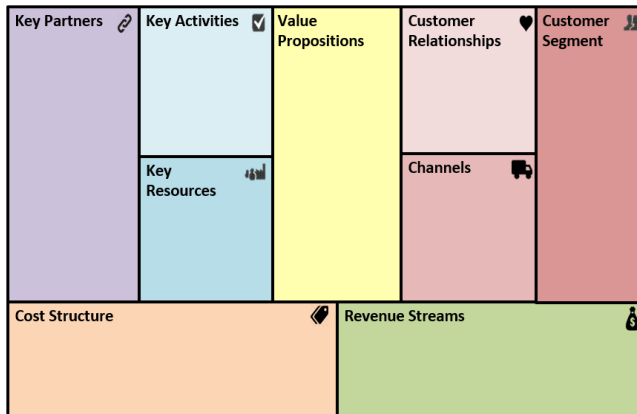 Key Partners
Key Activities
Value
Propositions
Customer
Relationships
Customer
Segment
Key
Resources
Channels
Cost Structure
Revenue Streams
$